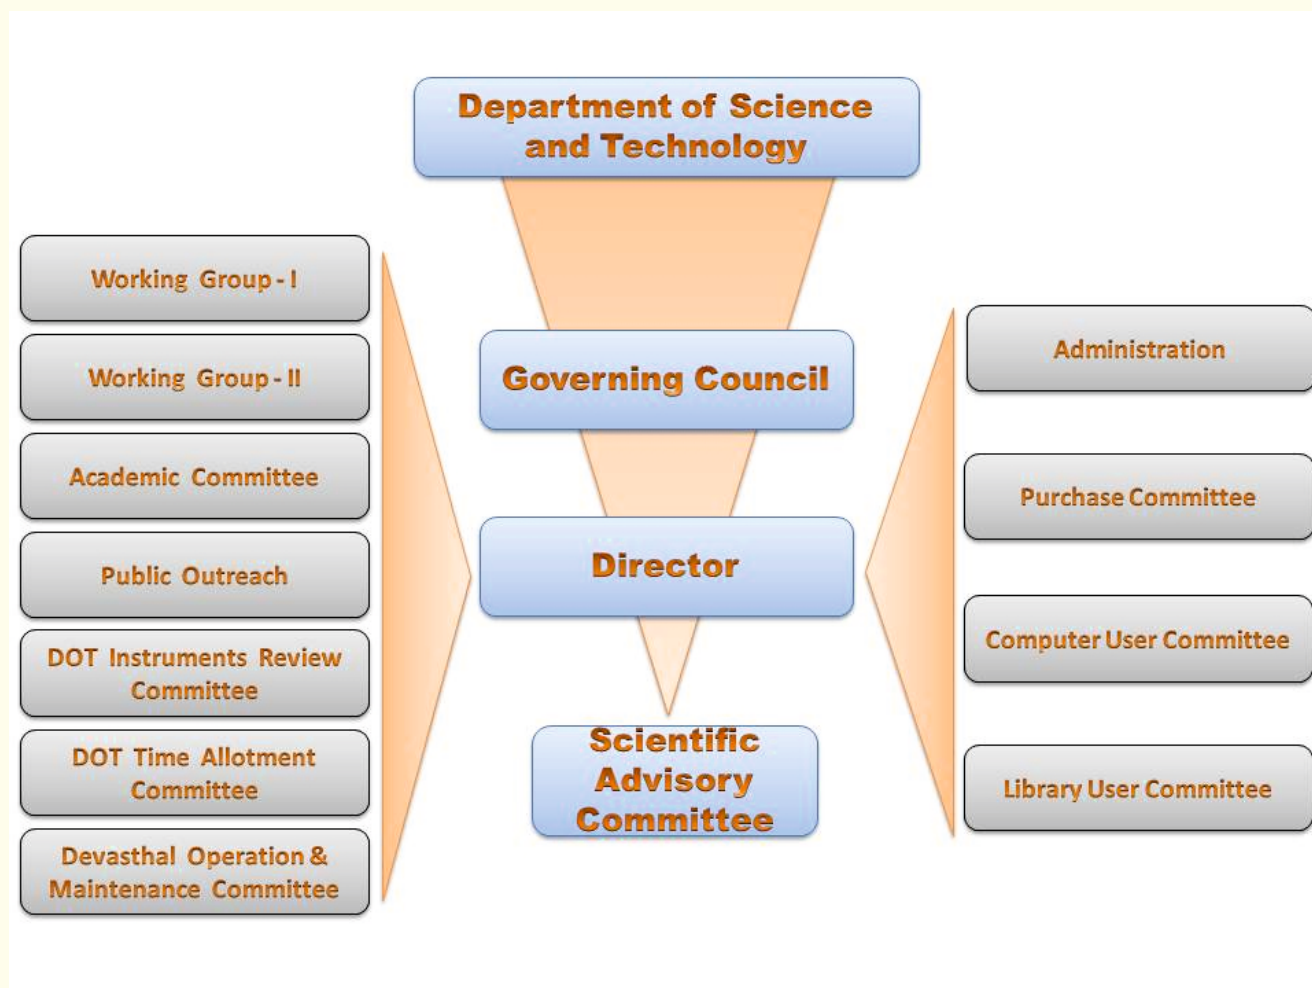 Department of Science
and Technology
Governing Council
Director
Scientific
Advisory
Committee
Working Group - I
Working Group - II
Academic Committee
Public Outreach
DOT Instruments Review
Committee
DOT Time Allotment
Committee
Devasthal Operation &
Maintenance Committee
Administration
Purchase Committee
Computer User Committee
Library User Committee